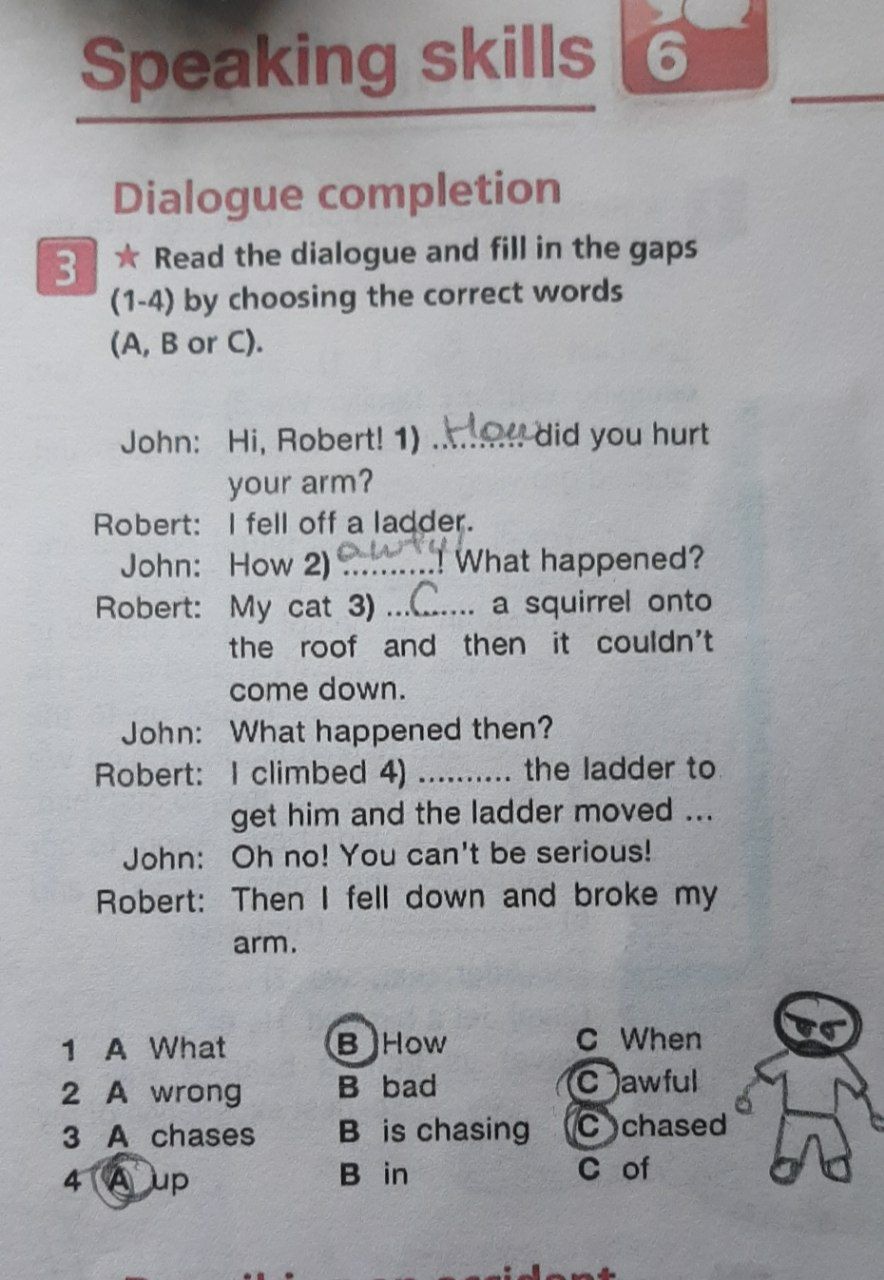 Speaking skills 6
Dialogue completion
3 ★ Read the dialogue and fill in the gaps
(1-4) by choosing the correct words
(A, B or C).
John: Hi, Robert! 1) ...How... did you hurt
your arm?
Robert: I fell off a ladder.
John: How 2) ...awful...! What happened?
Robert: My cat 3) ...C...... a squirrel onto
the roof and then it couldn't
come down.
John: What happened then?
Robert: I climbed 4) .......... the ladder to
get him and the ladder moved ...
John: Oh no! You can't be serious!
Robert: Then I fell down and broke my
arm.
1 A What B How C When
2 A wrong B bad C awful
3 A chases B is chasing C chased
4 A up B in C of